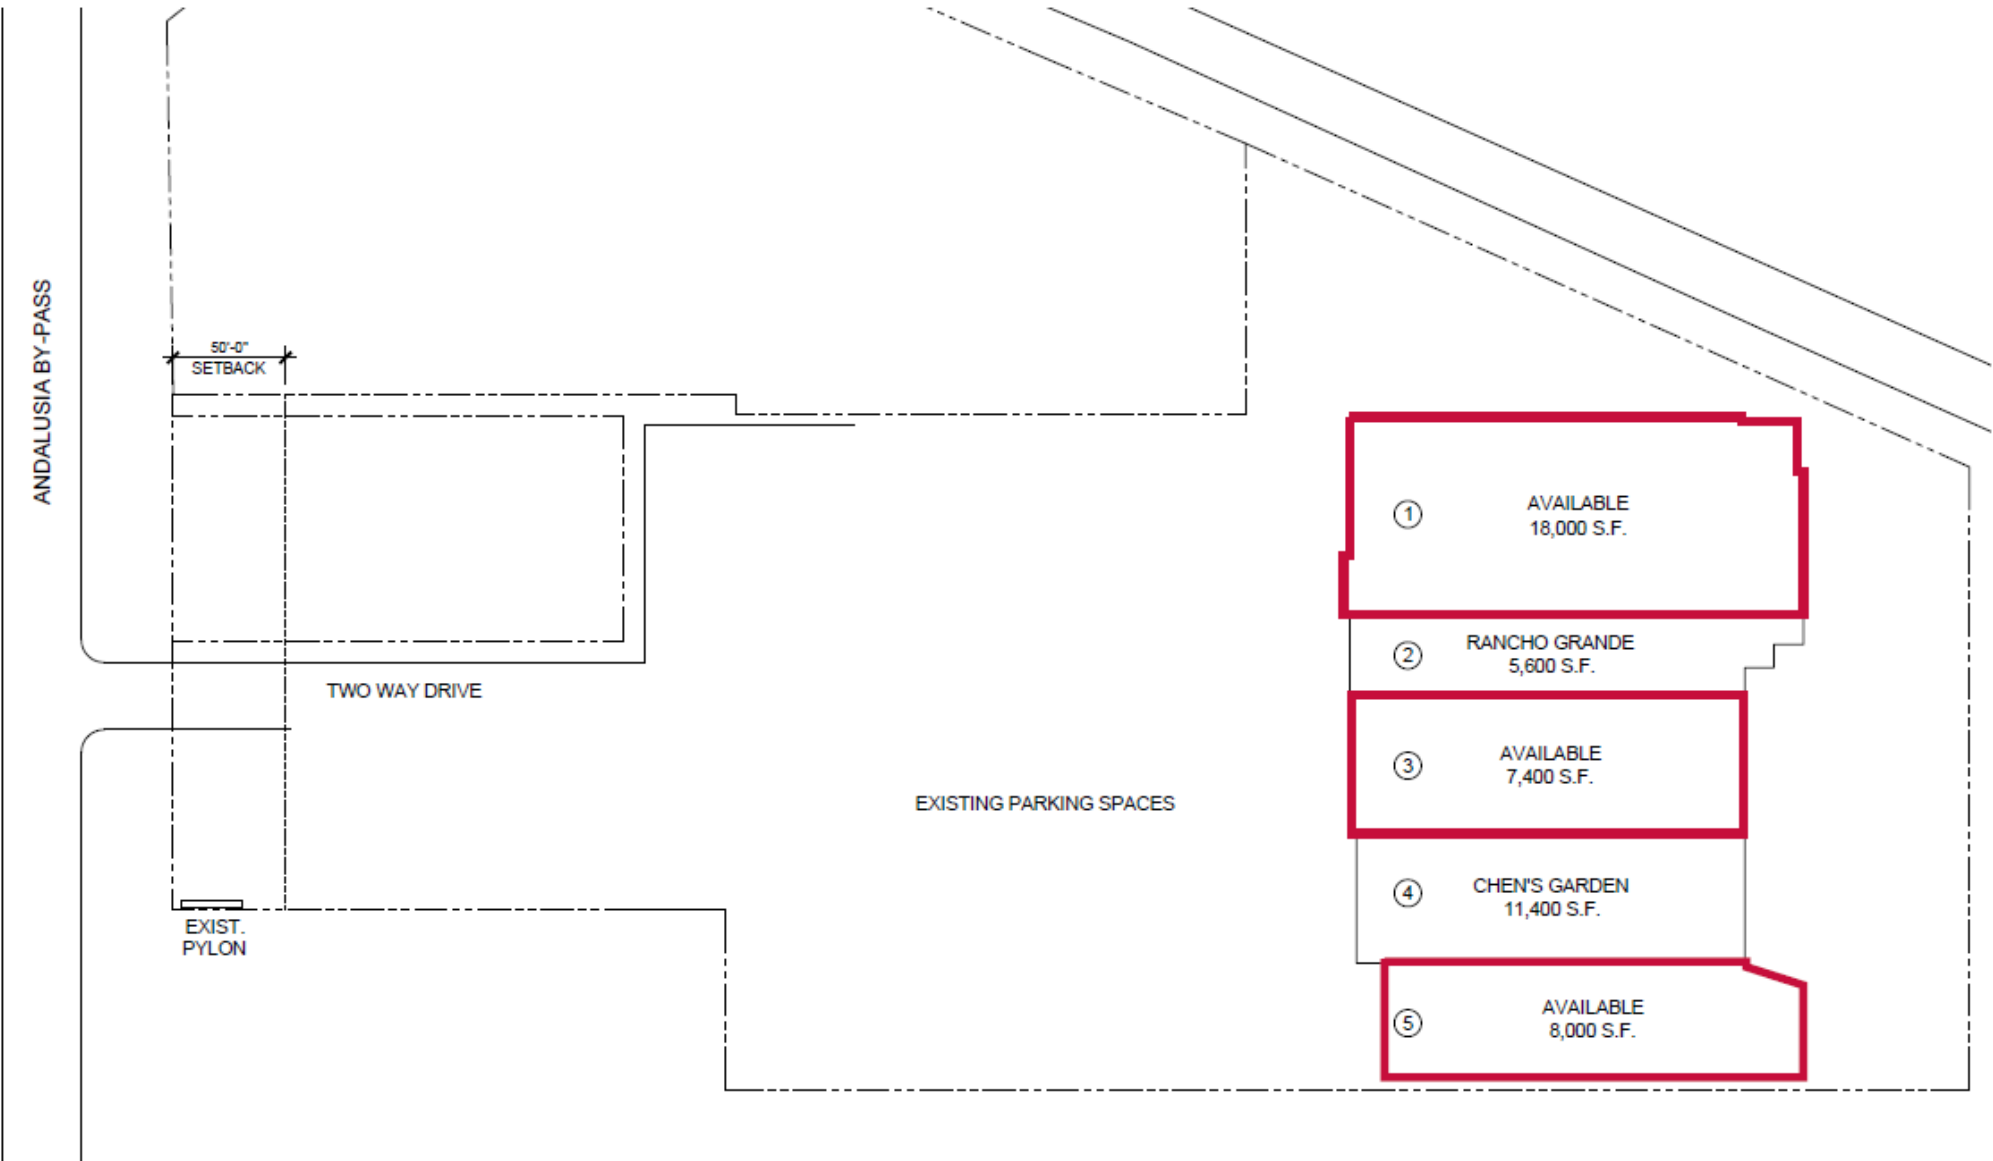 ANDALUSIA BY-PASS
50'-0"
SETBACK
TWO WAY DRIVE
EXIST.
PYLON
EXISTING PARKING SPACES
1
AVAILABLE
18,000 S.F.
2
RANCHO GRANDE
5,600 S.F.
3
AVAILABLE
7,400 S.F.
4
CHEN'S GARDEN
11,400 S.F.
5
AVAILABLE
8,000 S.F.